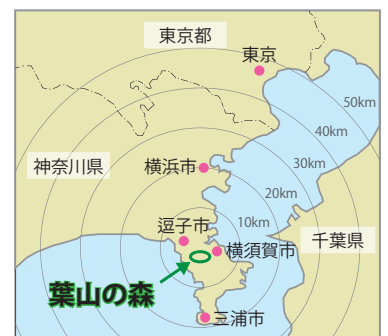 東京都
東京
50km
40km
神奈川県
横浜市
30km
20km
逗子市
10km
千葉県
横須賀市
葉山の森
三浦市